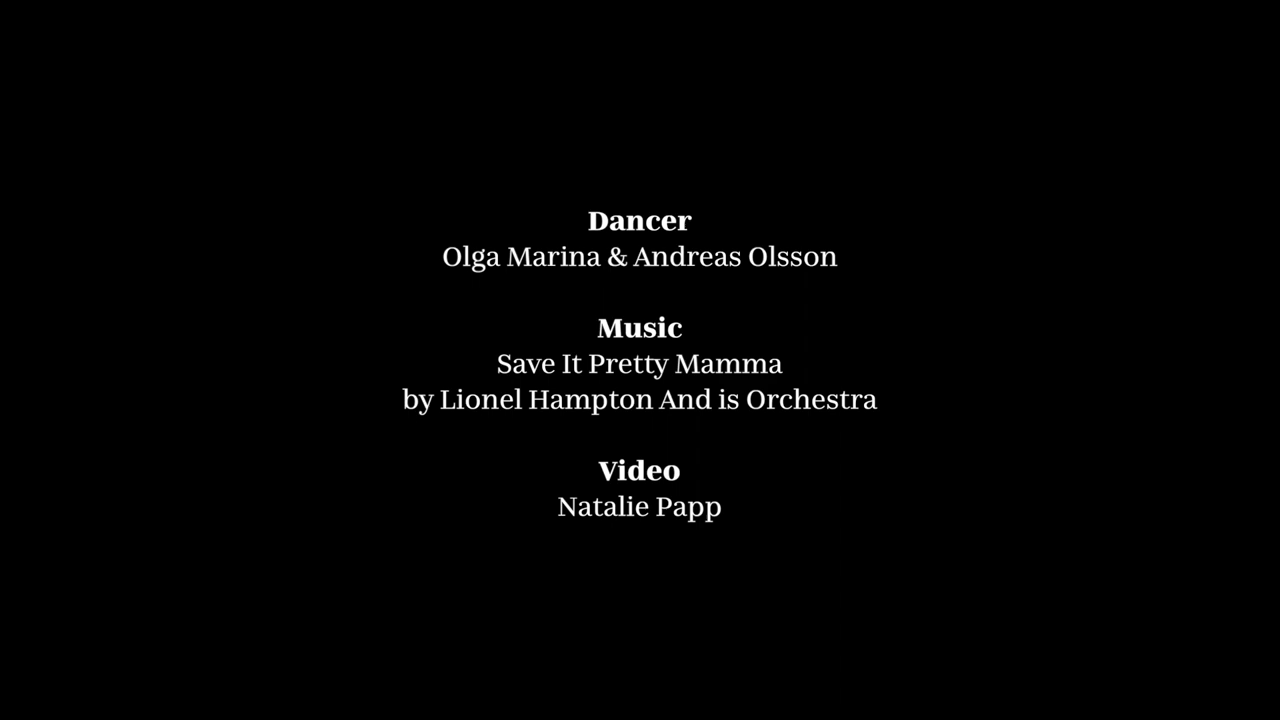 Dancer
Olga Marina & Andreas Olsson
Music
Save It Pretty Mamma
by Lionel Hampton And is Orchestra
Video
Natalie Papp